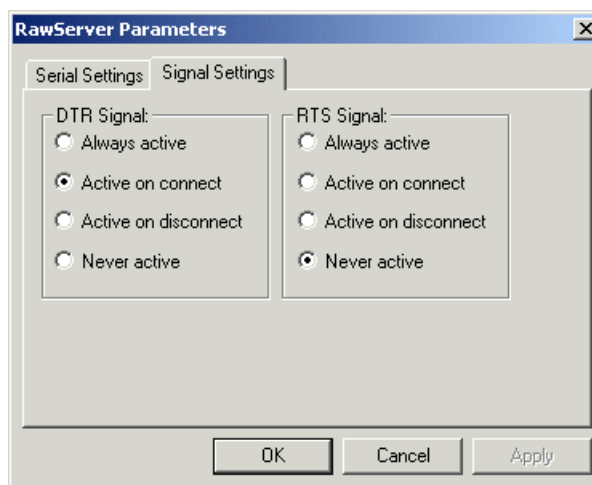 RawServer Parameters
Serial Settings
Signal Settings
DTR Signal:
Always active
Active on connect
Active on disconnect
Never active
RTS Signal:
Always active
Active on connect
Active on disconnect
Never active
OK
Cancel
Apply